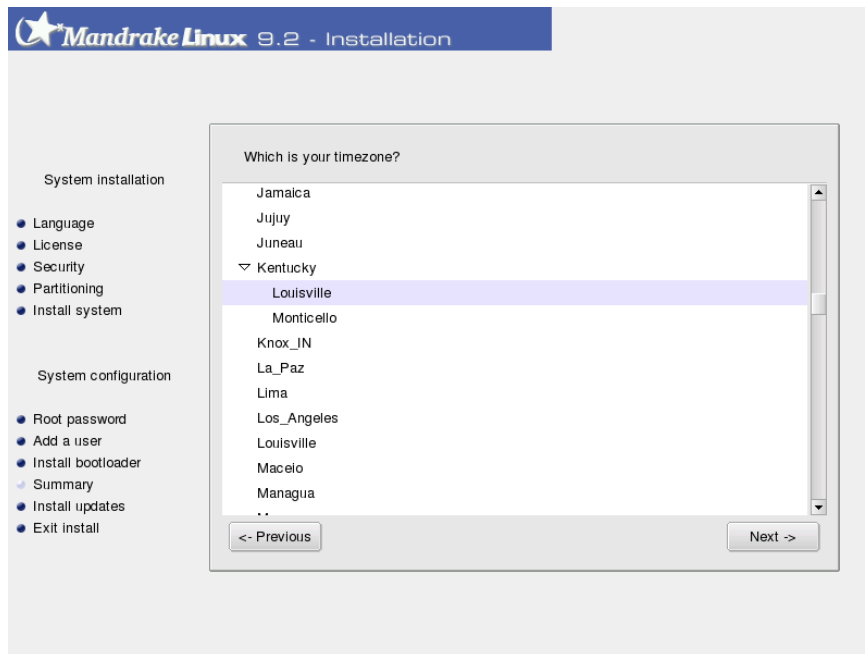 Mandrake Linux 9.2 - Installation
System installation
Language
License
Security
Partitioning
Install system
System configuration
Root password
Add a user
Install bootloader
Summary
Install updates
Exit install
Which is your timezone?
Jamaica
Jujuy
Juneau
Kentucky
Louisville
Monticello
Knox_IN
La_Paz
Lima
Los_Angeles
Louisville
Maceio
Managua
<- Previous
Next ->